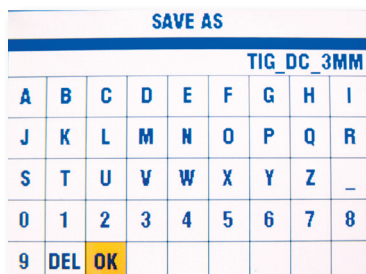 SAVE AS
TIG_DC_3MM
A B C D E F G H I
J K L M N O P Q R
S T U V W X Y Z _
0 1 2 3 4 5 6 7 8
9 DEL OK